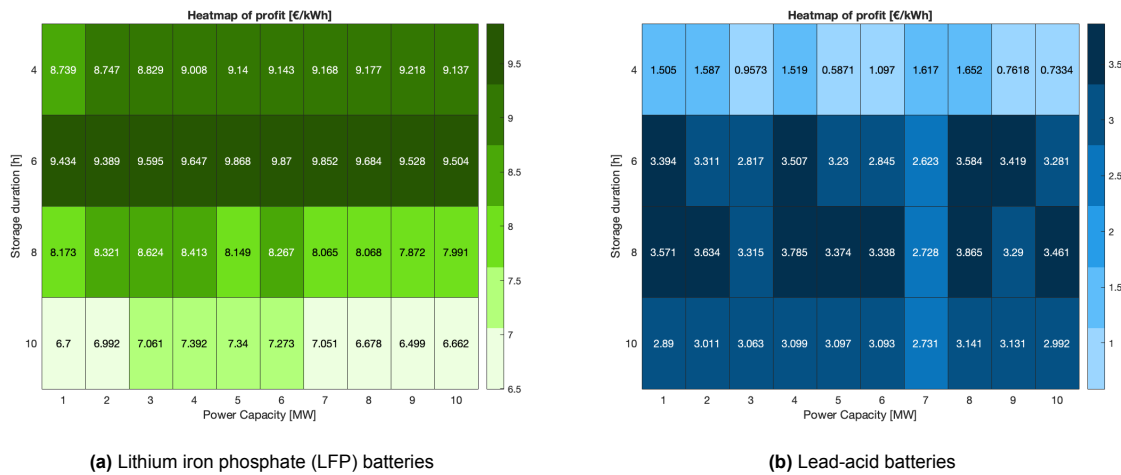 Heatmap of profit [€/kWh]
4 8.739 8.747 8.829 9.008 9.14 9.143 9.168 9.177 9.218 9.137
6 9.434 9.389 9.595 9.647 9.868 9.87 9.852 9.684 9.528 9.504
8 8.173 8.321 8.624 8.413 8.149 8.267 8.065 8.068 7.872 7.991
10 6.7 6.992 7.061 7.392 7.34 7.273 7.051 6.678 6.499 6.662
1 2 3 4 5 6 7 8 9 10
Storage duration [h]
Power Capacity [MW]
9.5
9
8.5
8
7.5
7
6.5
(a) Lithium iron phosphate (LFP) batteries
Heatmap of profit [€/kWh]
4 1.505 1.587 0.9573 1.519 0.5871 1.097 1.617 1.652 0.7618 0.7334
6 3.394 3.311 2.817 3.507 3.23 2.845 2.623 3.584 3.419 3.281
8 3.571 3.634 3.315 3.785 3.374 3.338 2.728 3.865 3.29 3.461
10 2.89 3.011 3.063 3.099 3.097 3.093 2.731 3.141 3.131 2.992
1 2 3 4 5 6 7 8 9 10
Storage duration [h]
Power Capacity [MW]
3.5
3
2.5
2
1.5
1
(b) Lead-acid batteries